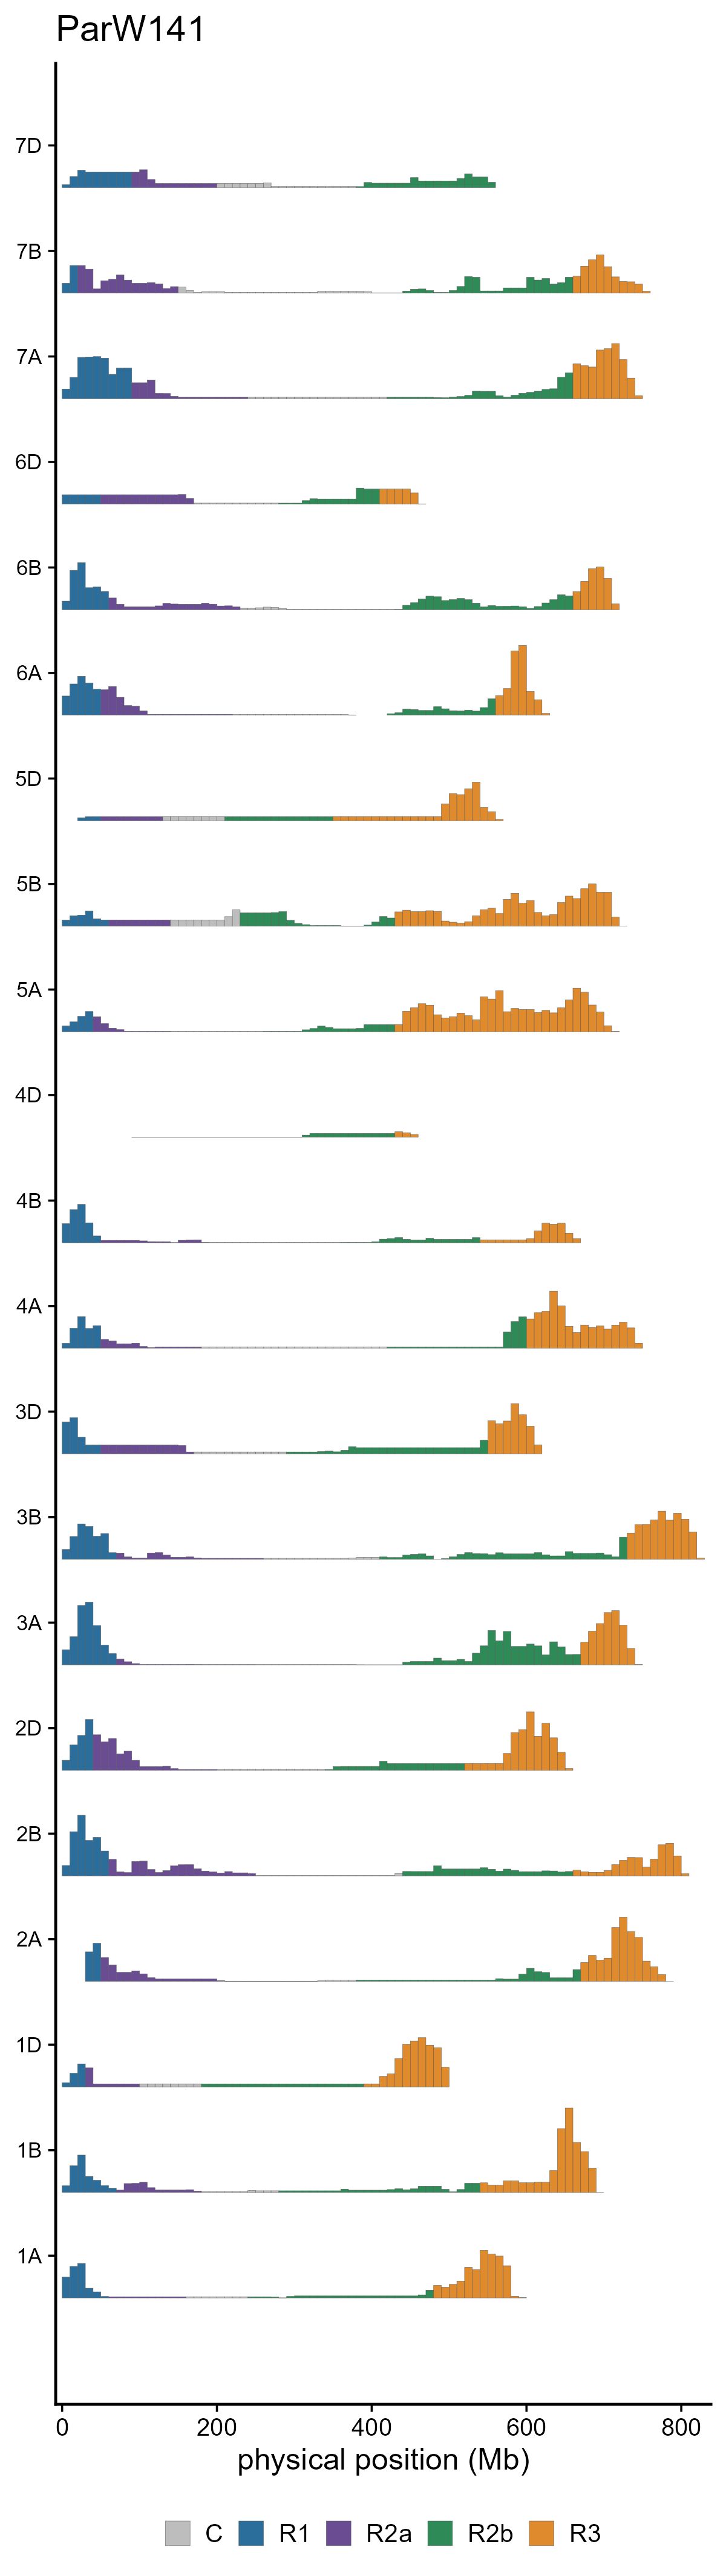 ParW141
7D
7B
7A
6D
6B
6A
5D
5B
5A
4D
4B
4A
3D
3B
3A
2D
2B
2A
1D
1B
1A
0 200 400 600 800
physical position (Mb)
C R1 R2a R2b R3